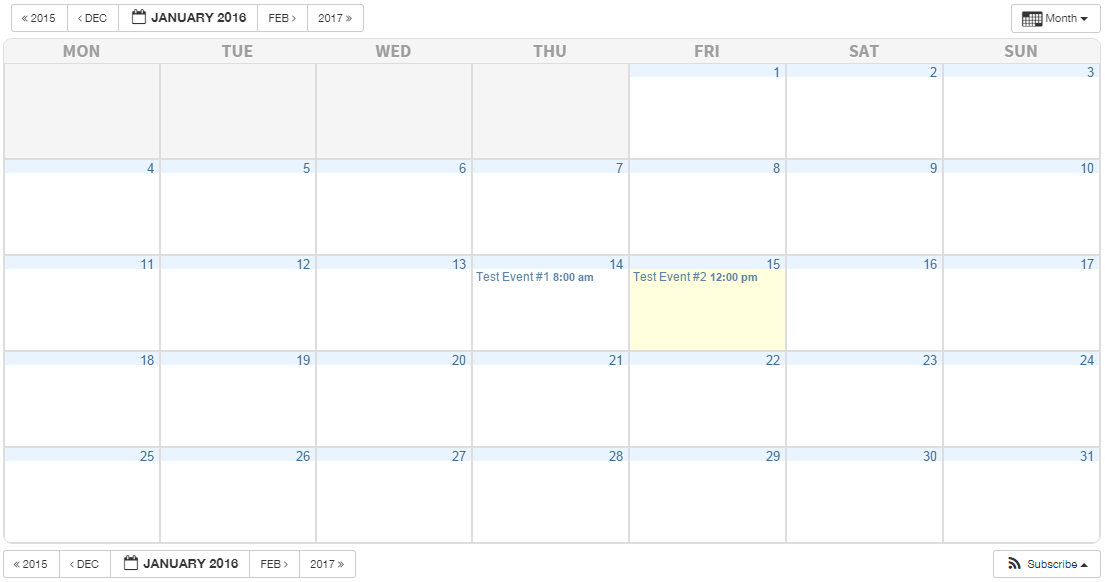 « 2015 ‹ DEC JANUARY 2016 FEB › 2017 » Month
MON TUE WED THU FRI SAT SUN
1 2 3
4 5 6 7 8 9 10
11 12 13 14 15 16 17
Test Event #1 8:00 am Test Event #2 12:00 pm
18 19 20 21 22 23 24
25 26 27 28 29 30 31
« 2015 ‹ DEC JANUARY 2016 FEB › 2017 » Subscribe